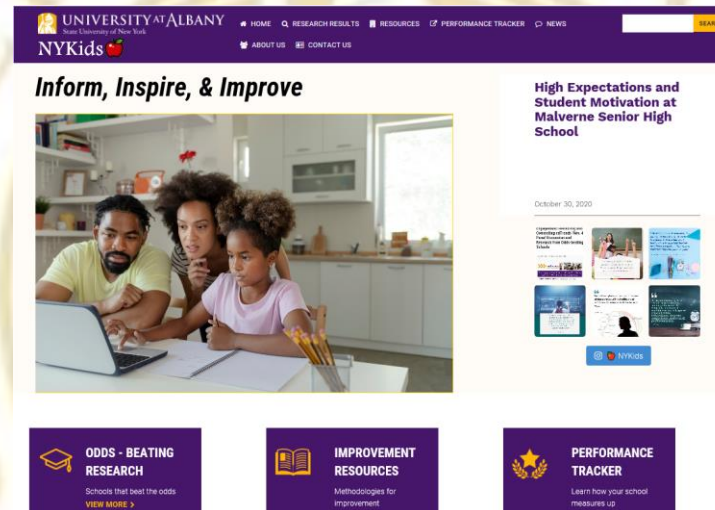 UNIVERSITY AT ALBANY
State University of New York
NYKids
HOME
RESEARCH RESULTS
RESOURCES
PERFORMANCE TRACKER
NEWS
ABOUT US
CONTACT US
SEAR
Inform, Inspire, & Improve
High Expectations and
Student Motivation at
Malverne Senior High
School
October 30, 2020
NYKids
ODDS - BEATING
RESEARCH
Schools that beat the odds
VIEW MORE >
IMPROVEMENT
RESOURCES
Methodologies for
improvement
PERFORMANCE
TRACKER
Learn how your school
measures up